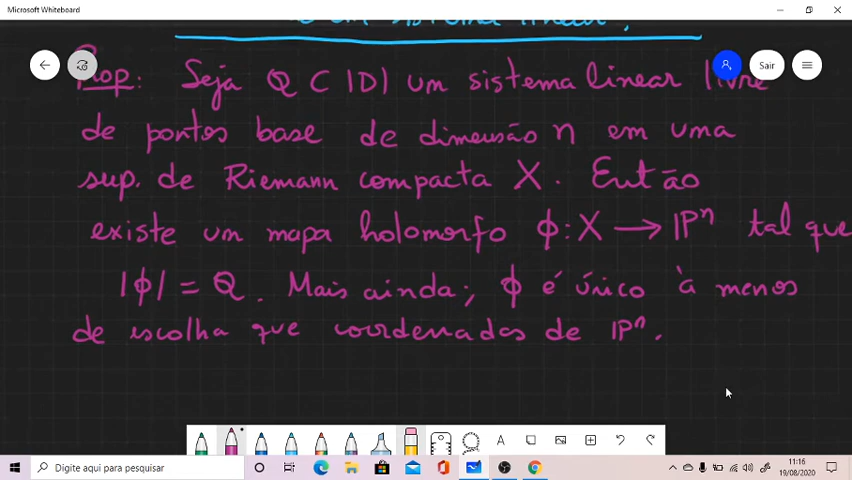 Microsoft Whiteboard
sistema linear.
Sair
Prop: Seja Q ⊂ |D| um sistema linear livre
de pontos base de dimensão n em uma
sup. de Riemann compacta X. Então
existe um mapa holomorfo ϕ: X → ℙⁿ tal que
|ϕ| = Q. Mais ainda; ϕ é único à menos
de escolha que coordenadas de ℙⁿ.
A
Digite aqui para pesquisar
11:16
19/08/2020